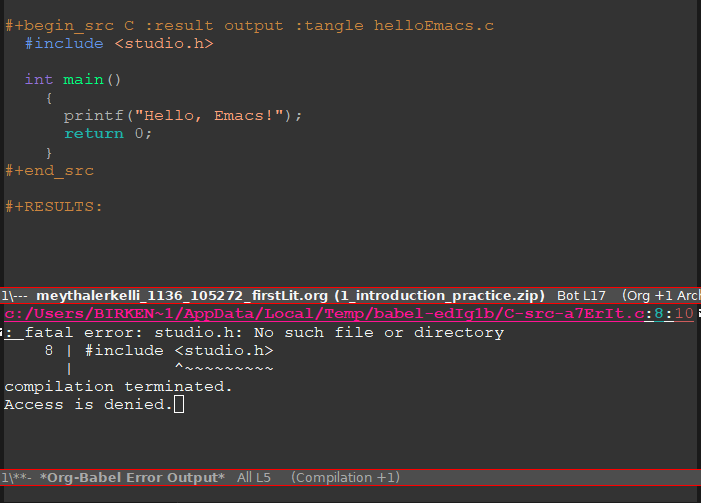 #+begin_src C :result output :tangle helloEmacs.c
#include <studio.h>
int main()
{
printf("Hello, Emacs!");
return 0;
}
#+end_src
#+RESULTS:
1\--- meythalerkelli_1136_105272_firstLit.org (1_introduction_practice.zip) Bot L17 (Org +1 Arch
c:/Users/BIRKEN~1/AppData/Local/Temp/babel-edIg1b/C-src-a7ErIt.c:8:10
: fatal error: studio.h: No such file or directory
8 | #include <studio.h>
| ^~~~~~~~~~
compilation terminated.
Access is denied.
1\**- *Org-Babel Error Output* All L5 (Compilation +1)